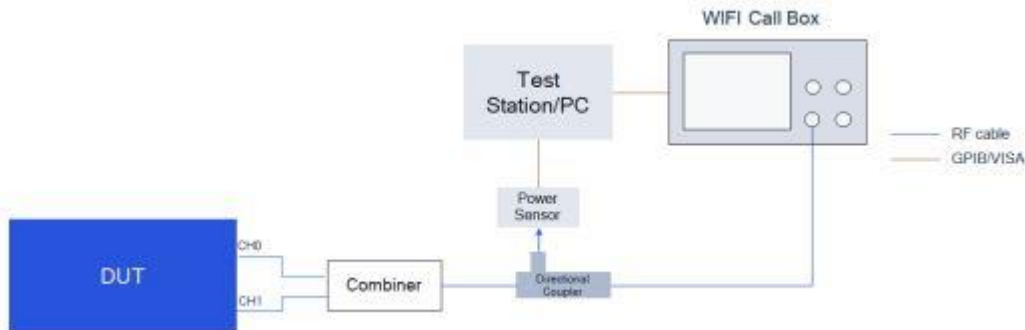 WIFI Call Box
Test
Station/PC
RF cable
GPIB/VISA
Power
Sensor
CH0
DUT
Combiner
Directional
Coupler
CH1